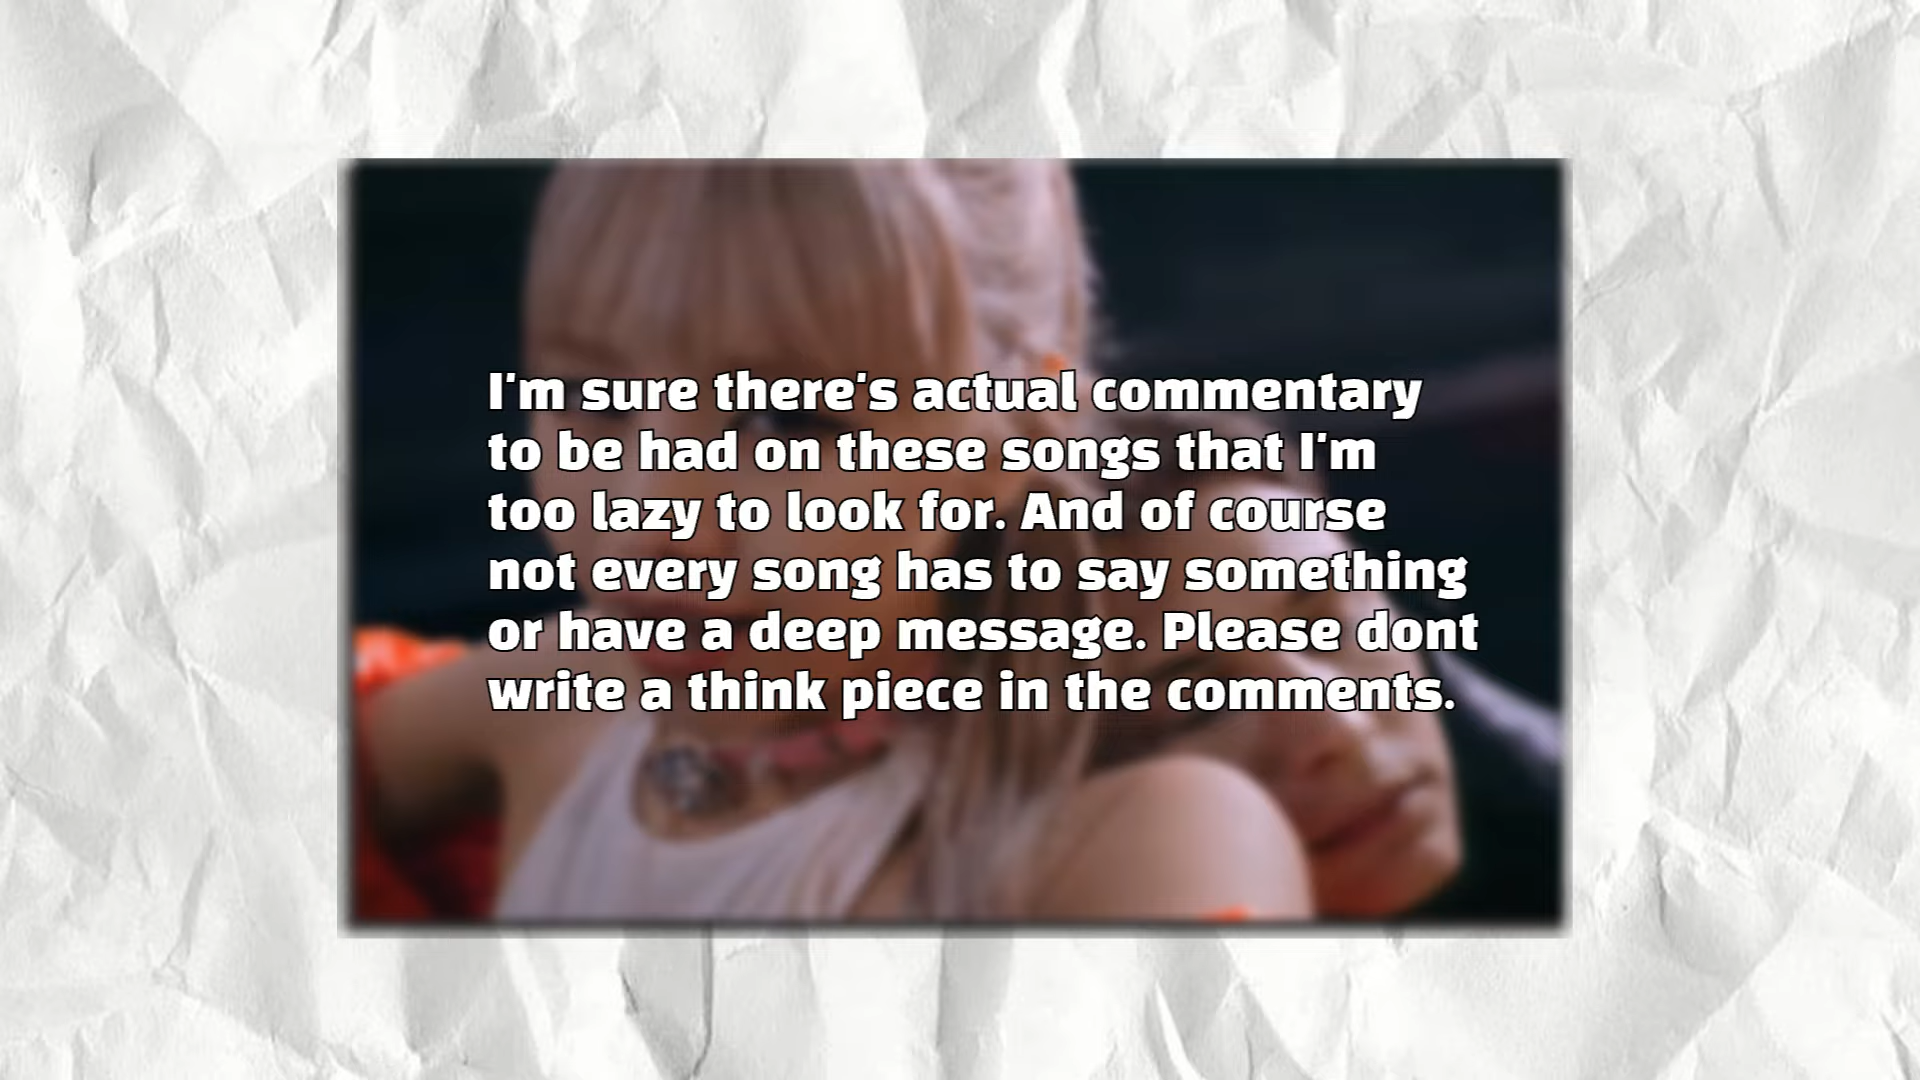 I'm sure there's actual commentary
to be had on these songs that I'm
too lazy to look for. And of course
not every song has to say something
or have a deep message. Please dont
write a think piece in the comments.